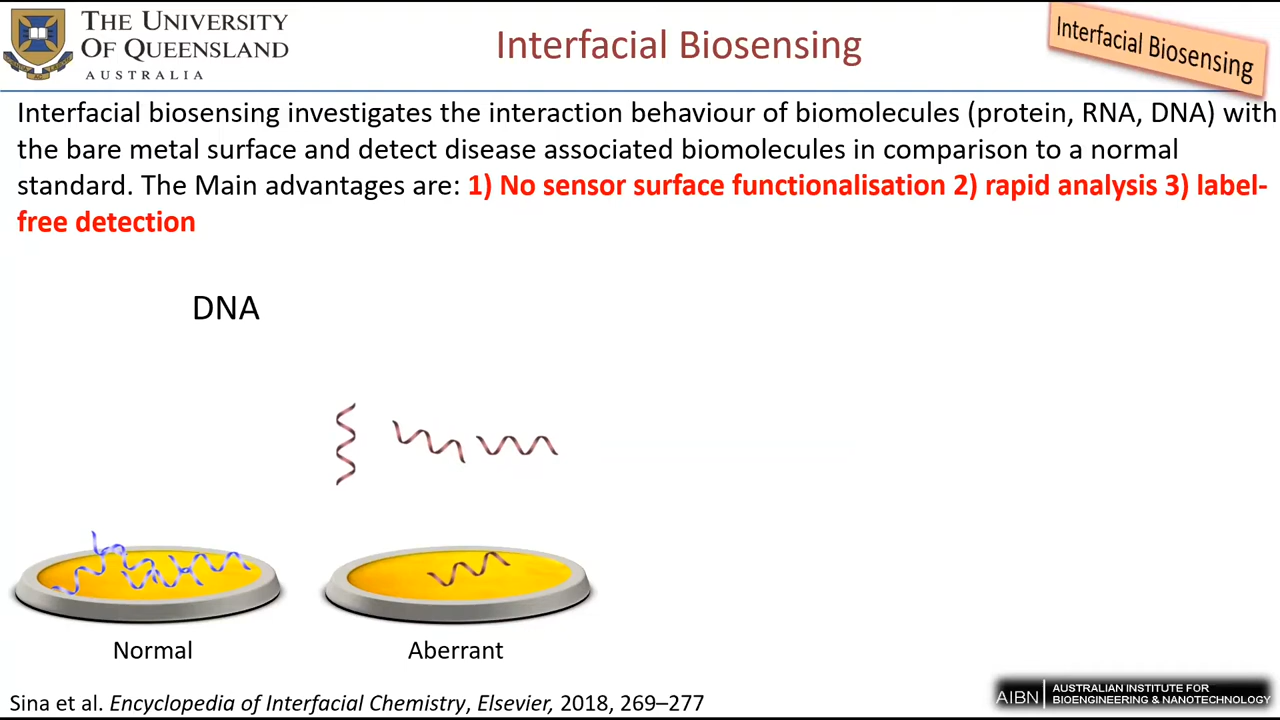 THE UNIVERSITY
OF QUEENSLAND
AUSTRALIA
Interfacial Biosensing
Interfacial Biosensing
Interfacial biosensing investigates the interaction behaviour of biomolecules (protein, RNA, DNA) with
the bare metal surface and detect disease associated biomolecules in comparison to a normal
standard. The Main advantages are: 1) No sensor surface functionalisation 2) rapid analysis 3) label-
free detection
DNA
Normal
Aberrant
Sina et al. Encyclopedia of Interfacial Chemistry, Elsevier, 2018, 269–277
AIBN
AUSTRALIAN INSTITUTE FOR
BIOENGINEERING & NANOTECHNOLOGY